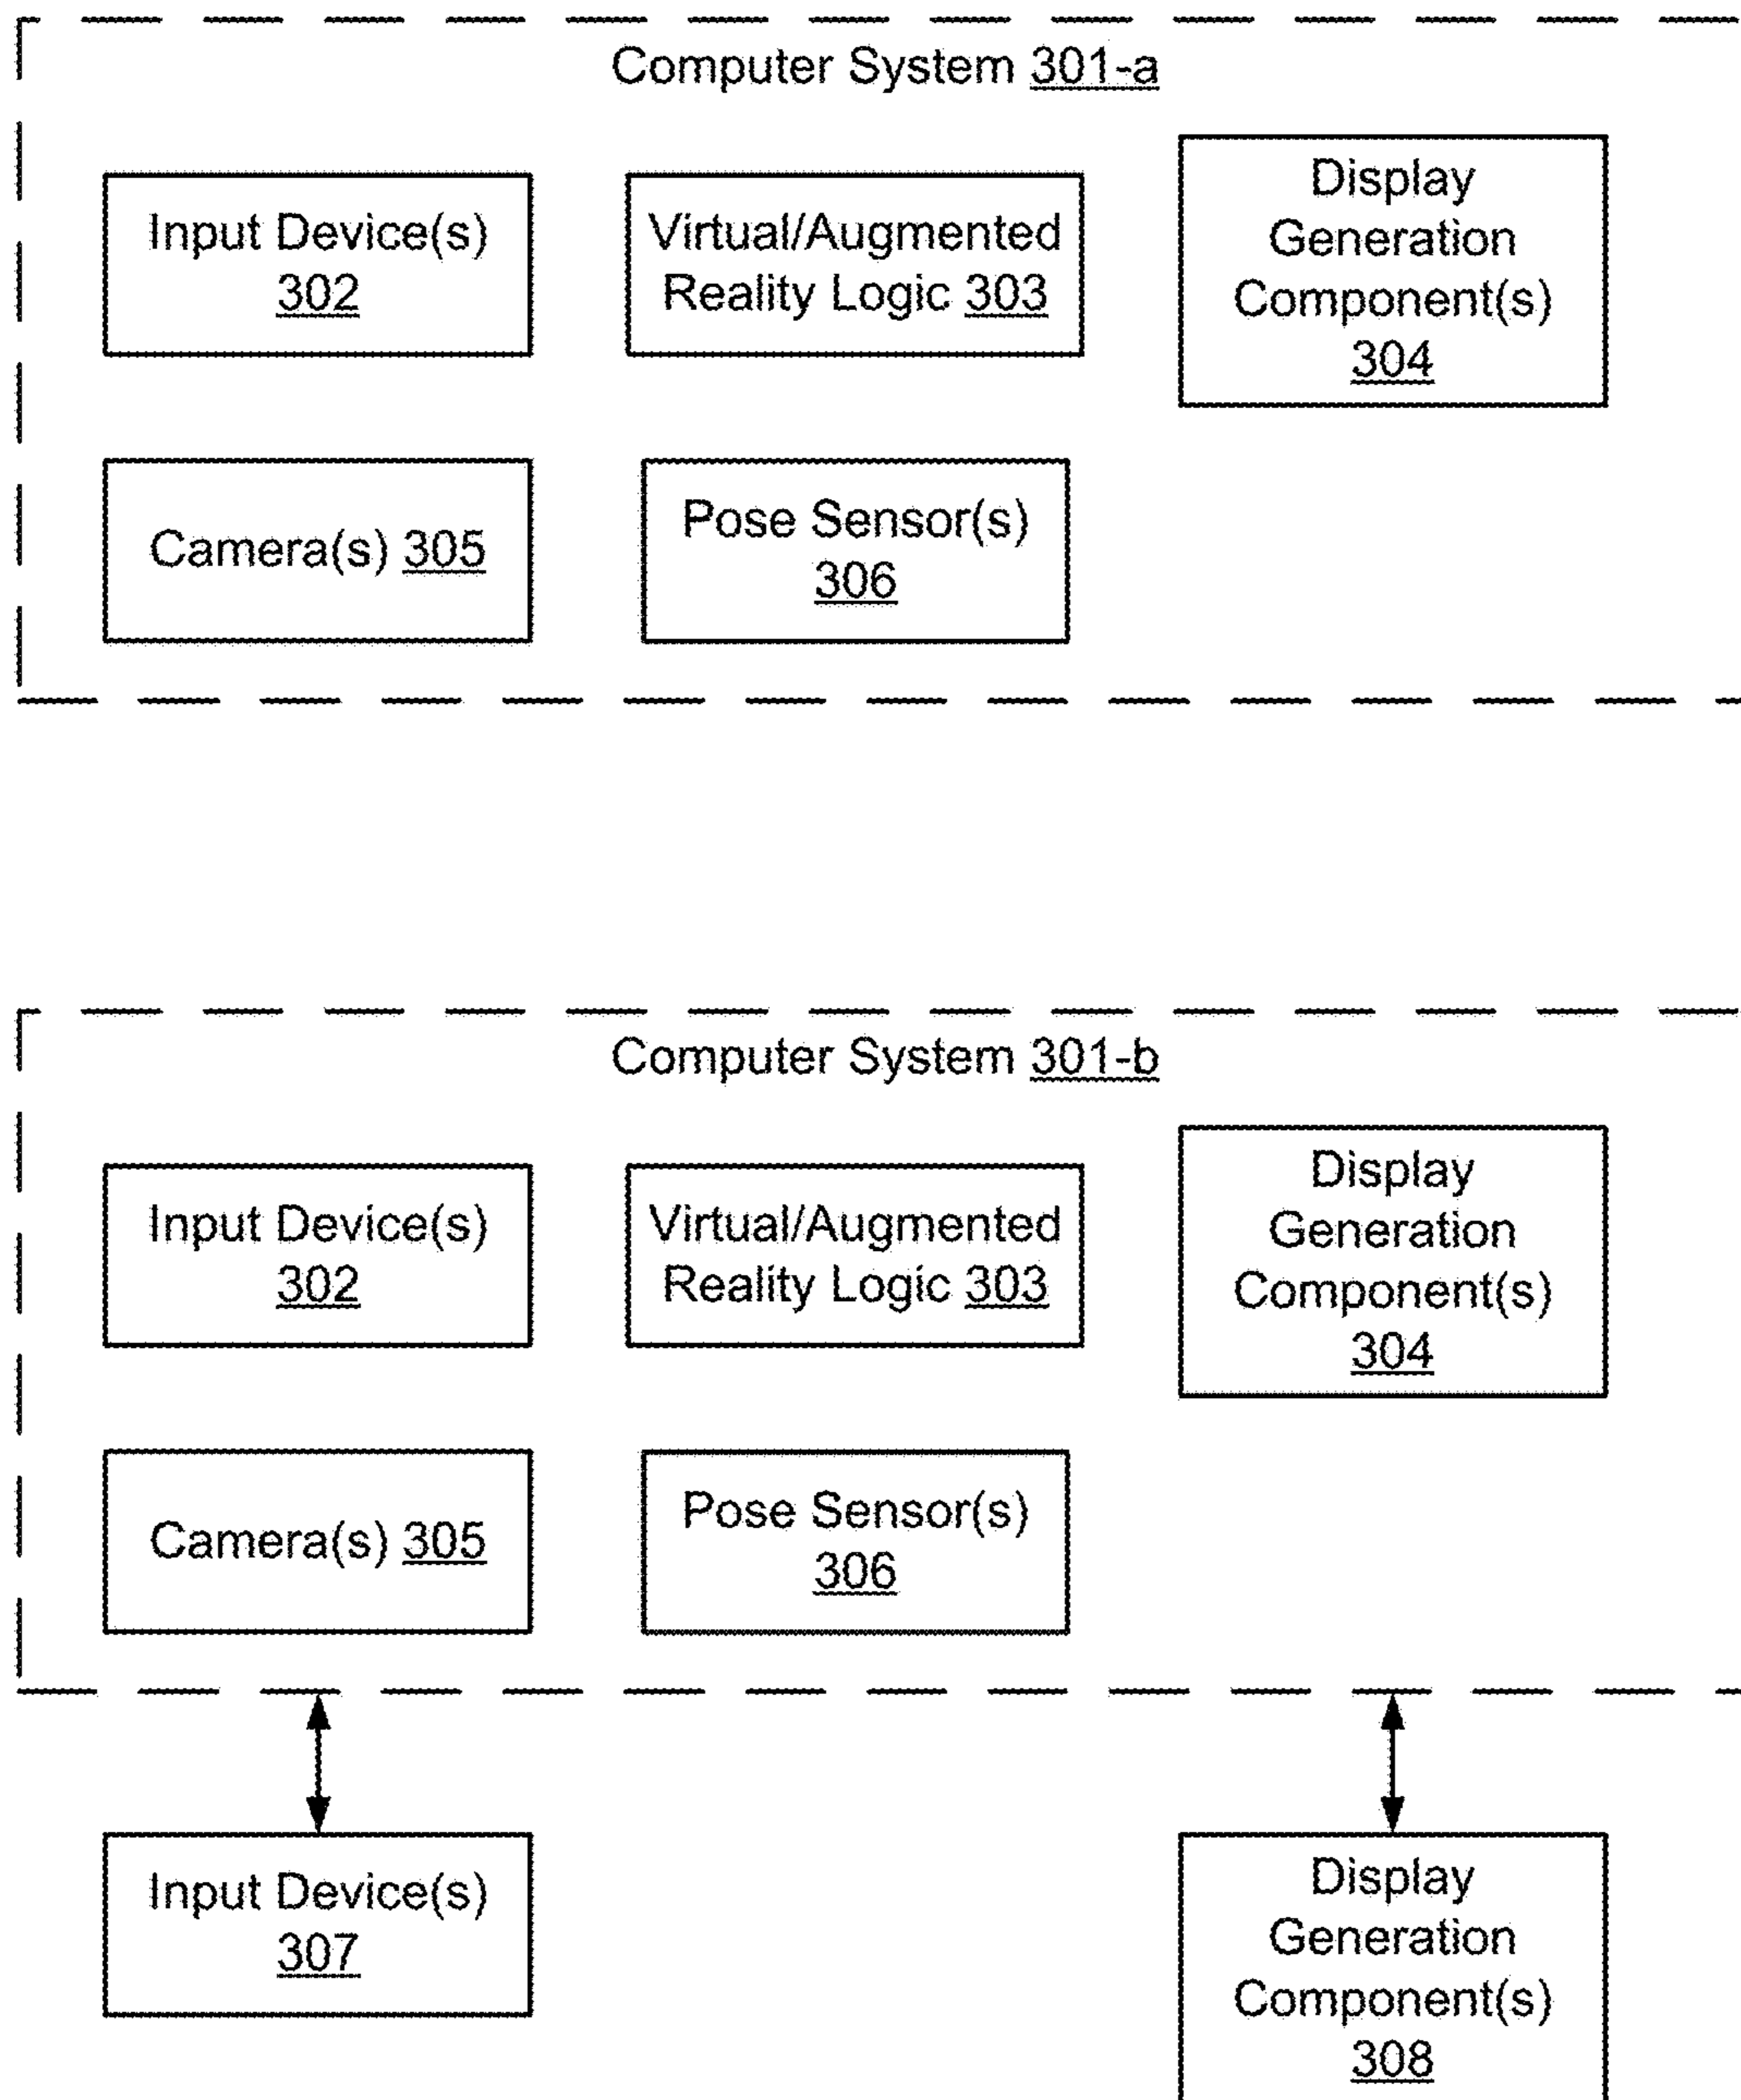 Computer System 301-a
Input Device(s)
302
Virtual/Augmented
Reality Logic 303
Display
Generation
Component(s)
304
Camera(s) 305
Pose Sensor(s)
306
Computer System 301-b
Input Device(s)
302
Virtual/Augmented
Reality Logic 303
Display
Generation
Component(s)
304
Camera(s) 305
Pose Sensor(s)
306
Input Device(s)
307
Display
Generation
Component(s)
308